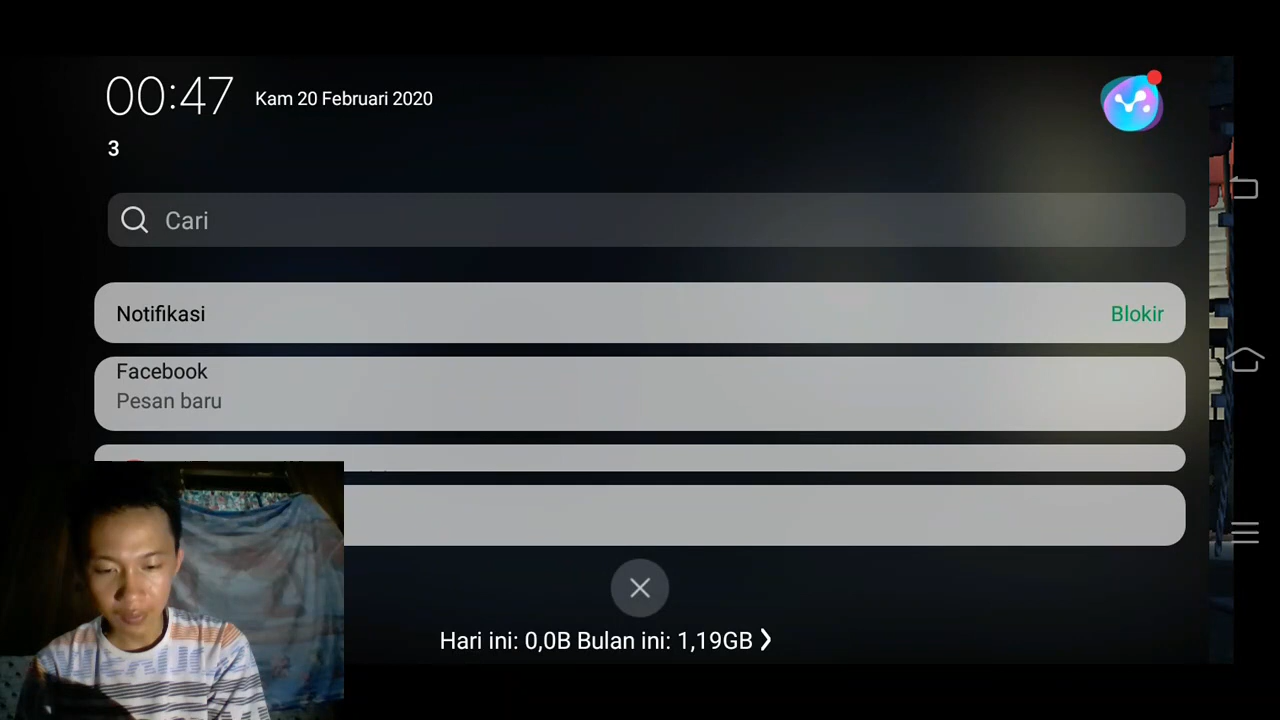 00:47 Kam 20 Februari 2020
3
Cari
Notifikasi Blokir
Facebook
Pesan baru
Hari ini: 0,0B Bulan ini: 1,19GB